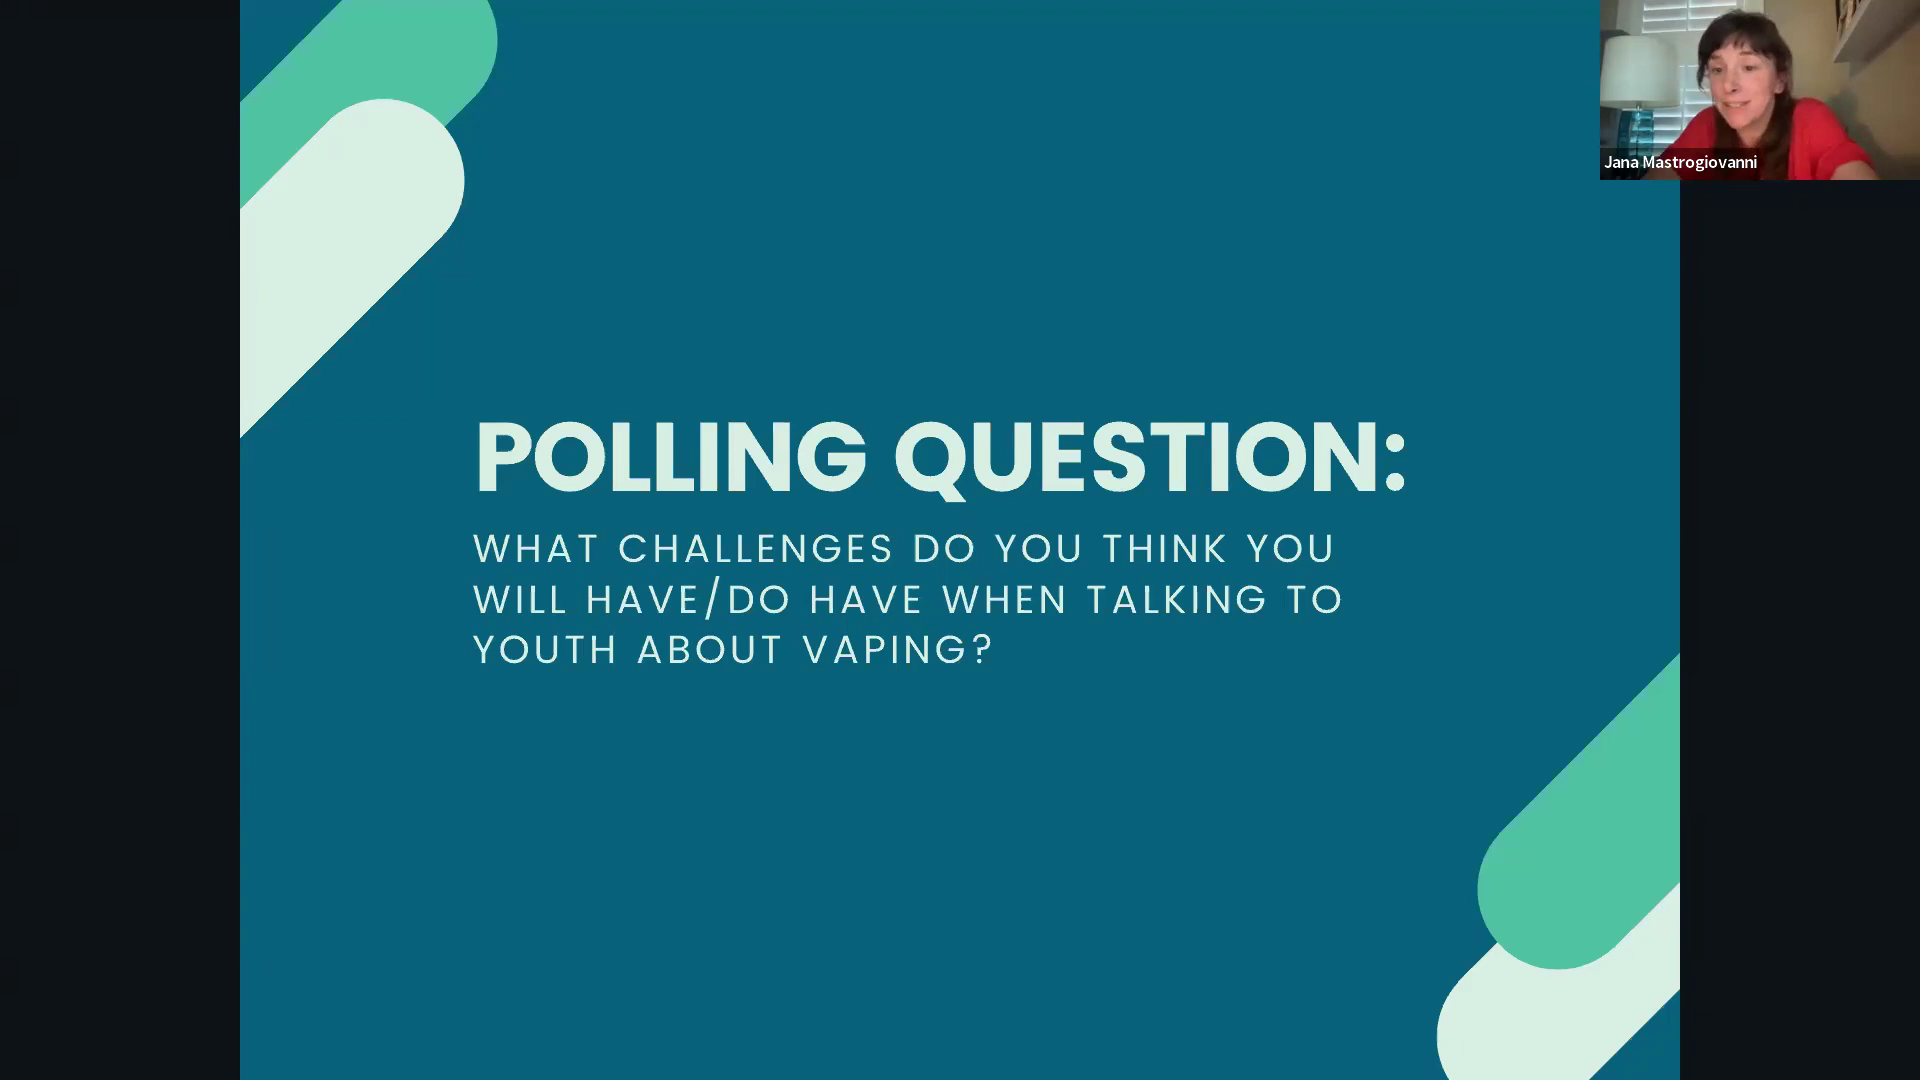 Jana Mastrogiovanni
POLLING QUESTION:
WHAT CHALLENGES DO YOU THINK YOU
WILL HAVE/DO HAVE WHEN TALKING TO
YOUTH ABOUT VAPING?